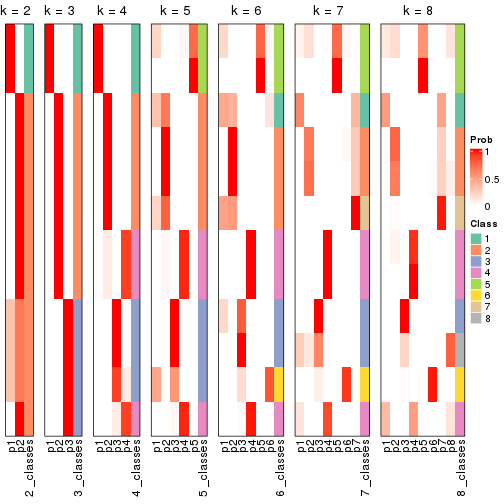 k = 2 k = 3 k = 4 k = 5 k = 6 k = 7 k = 8
Prob
1
0.5
0
Class
1
2
3
4
5
6
7
8
p1 p2 2_classes p1 p2 p3 3_classes p1 p2 p3 p4 4_classes p1 p2 p3 p4 p5 5_classes p1 p2 p3 p4 p5 p6 6_classes p1 p2 p3 p4 p5 p6 p7 7_classes p1 p2 p3 p4 p5 p6 p7 p8 8_classes